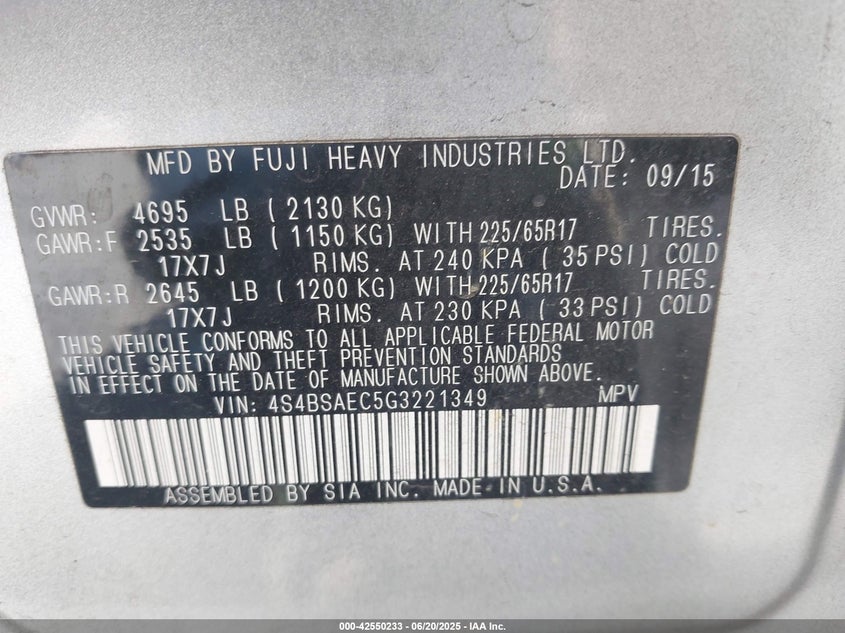 MFD BY FUJI HEAVY INDUSTRIES LTD.
DATE: 09/15
GVWR: 4695 LB ( 2130 KG)
GAWR:F 2535 LB ( 1150 KG) WITH 225/65R17 TIRES.
17X7J RIMS. AT 240 KPA ( 35 PSI) COLD
GAWR:R 2645 LB ( 1200 KG) WITH 225/65R17 TIRES.
17X7J RIMS. AT 230 KPA ( 33 PSI) COLD
THIS VEHICLE CONFORMS TO ALL APPLICABLE FEDERAL MOTOR
VEHICLE SAFETY AND THEFT PREVENTION STANDARDS
IN EFFECT ON THE DATE OF MANUFACTURE SHOWN ABOVE.
VIN: 4S4BSAEC5G3221349 MPV
ASSEMBLED BY SIA INC. MADE IN U.S.A.
000-42550233 - 06/20/2025 - IAA Inc.